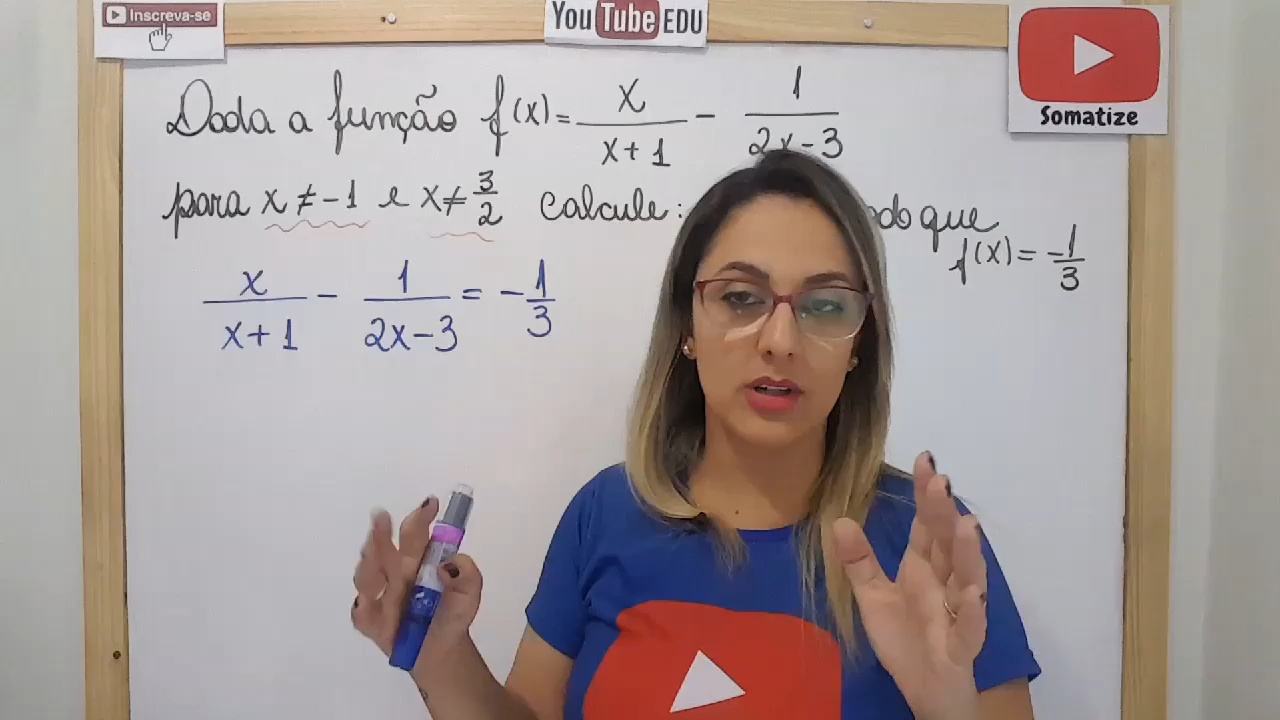 Inscreva-se
YouTube EDU
Somatize
Dada a função f(x) = x/(x+1) - 1/(2x-3)
para x ≠ -1 e x ≠ 3/2 calcule: que
f(x) = -1/3
x/(x+1) - 1/(2x-3) = -1/3